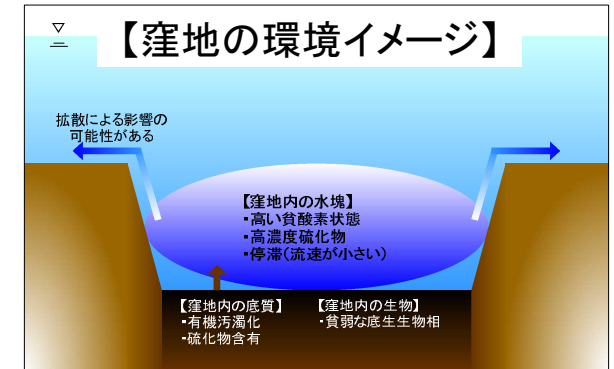 【窪地の環境イメージ】
拡散による影響の
可能性がある
【窪地内の水塊】
・高い貧酸素状態
・高濃度硫化物
・停滞(流速が小さい)
【窪地内の底質】
・有機汚濁化
・硫化物含有
【窪地内の生物】
・貧弱な底生生物相